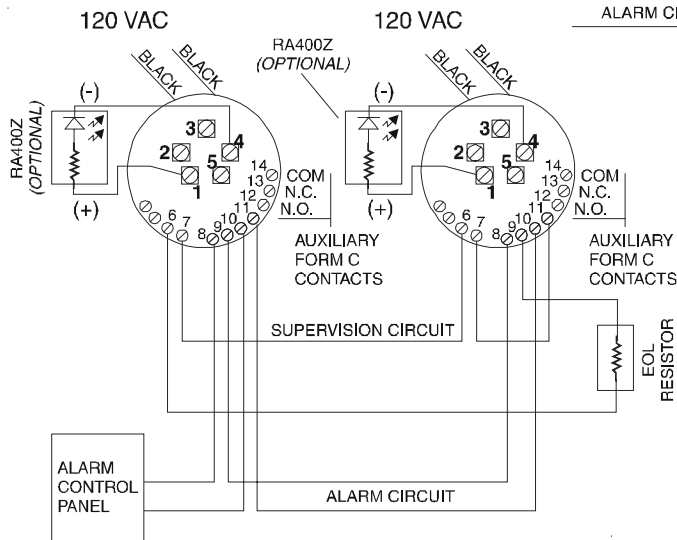 120 VAC
120 VAC
ALARM CI
BLACK
BLACK
RA400Z
(OPTIONAL)
BLACK
BLACK
RA400Z
(OPTIONAL)
(-)
(+)
3
2
4
5
1
14
13
12
11
10
9
8
7
6
COM
N.C.
N.O.
AUXILIARY
FORM C
CONTACTS
(-)
(+)
3
2
4
5
1
14
13
12
11
10
9
8
7
6
COM
N.C.
N.O.
AUXILIARY
FORM C
CONTACTS
SUPERVISION CIRCUIT
EOL
RESISTOR
ALARM
CONTROL
PANEL
ALARM CIRCUIT